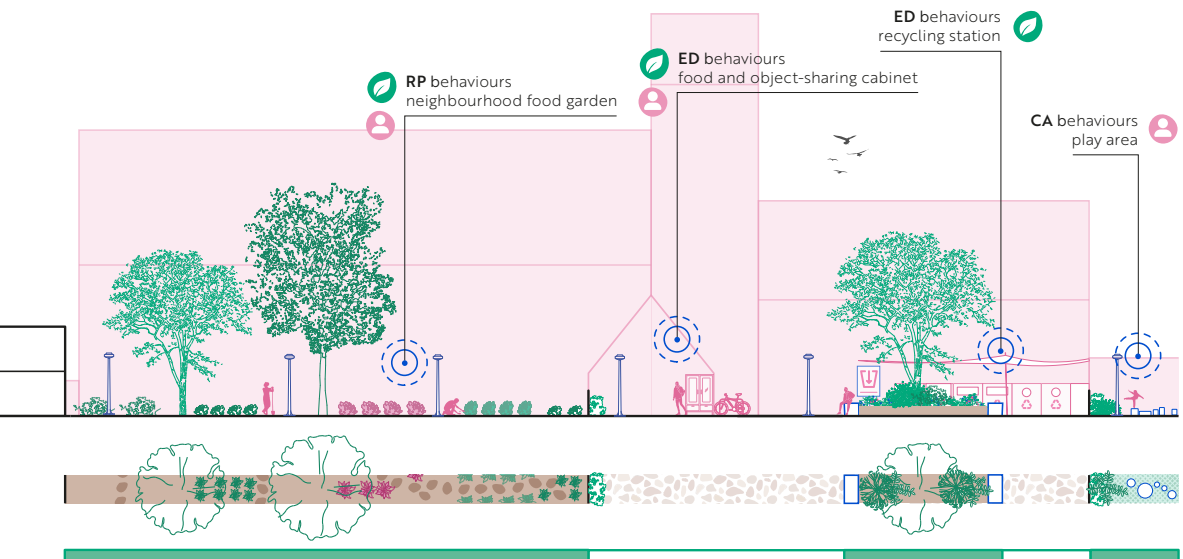 RP behaviours
neighbourhood food garden
ED behaviours
food and object-sharing cabinet
ED behaviours
recycling station
CA behaviours
play area